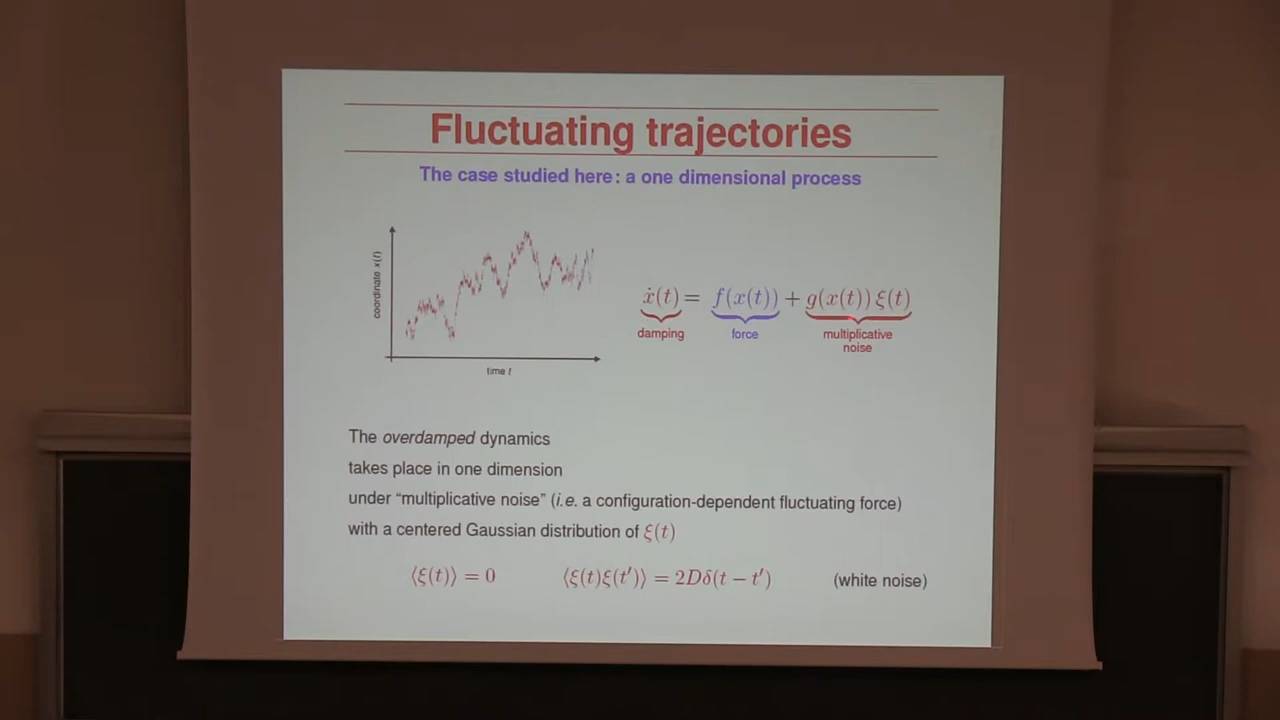 Fluctuating trajectories
The case studied here: a one dimensional process
coordinate x(t)
time t
ẋ(t) = f(x(t)) + g(x(t)) ξ(t)
damping force multiplicative
noise
The overdamped dynamics
takes place in one dimension
under “multiplicative noise” (i.e. a configuration-dependent fluctuating force)
with a centered Gaussian distribution of ξ(t)
⟨ξ(t)⟩ = 0 ⟨ξ(t)ξ(t′)⟩ = 2Dδ(t − t′) (white noise)